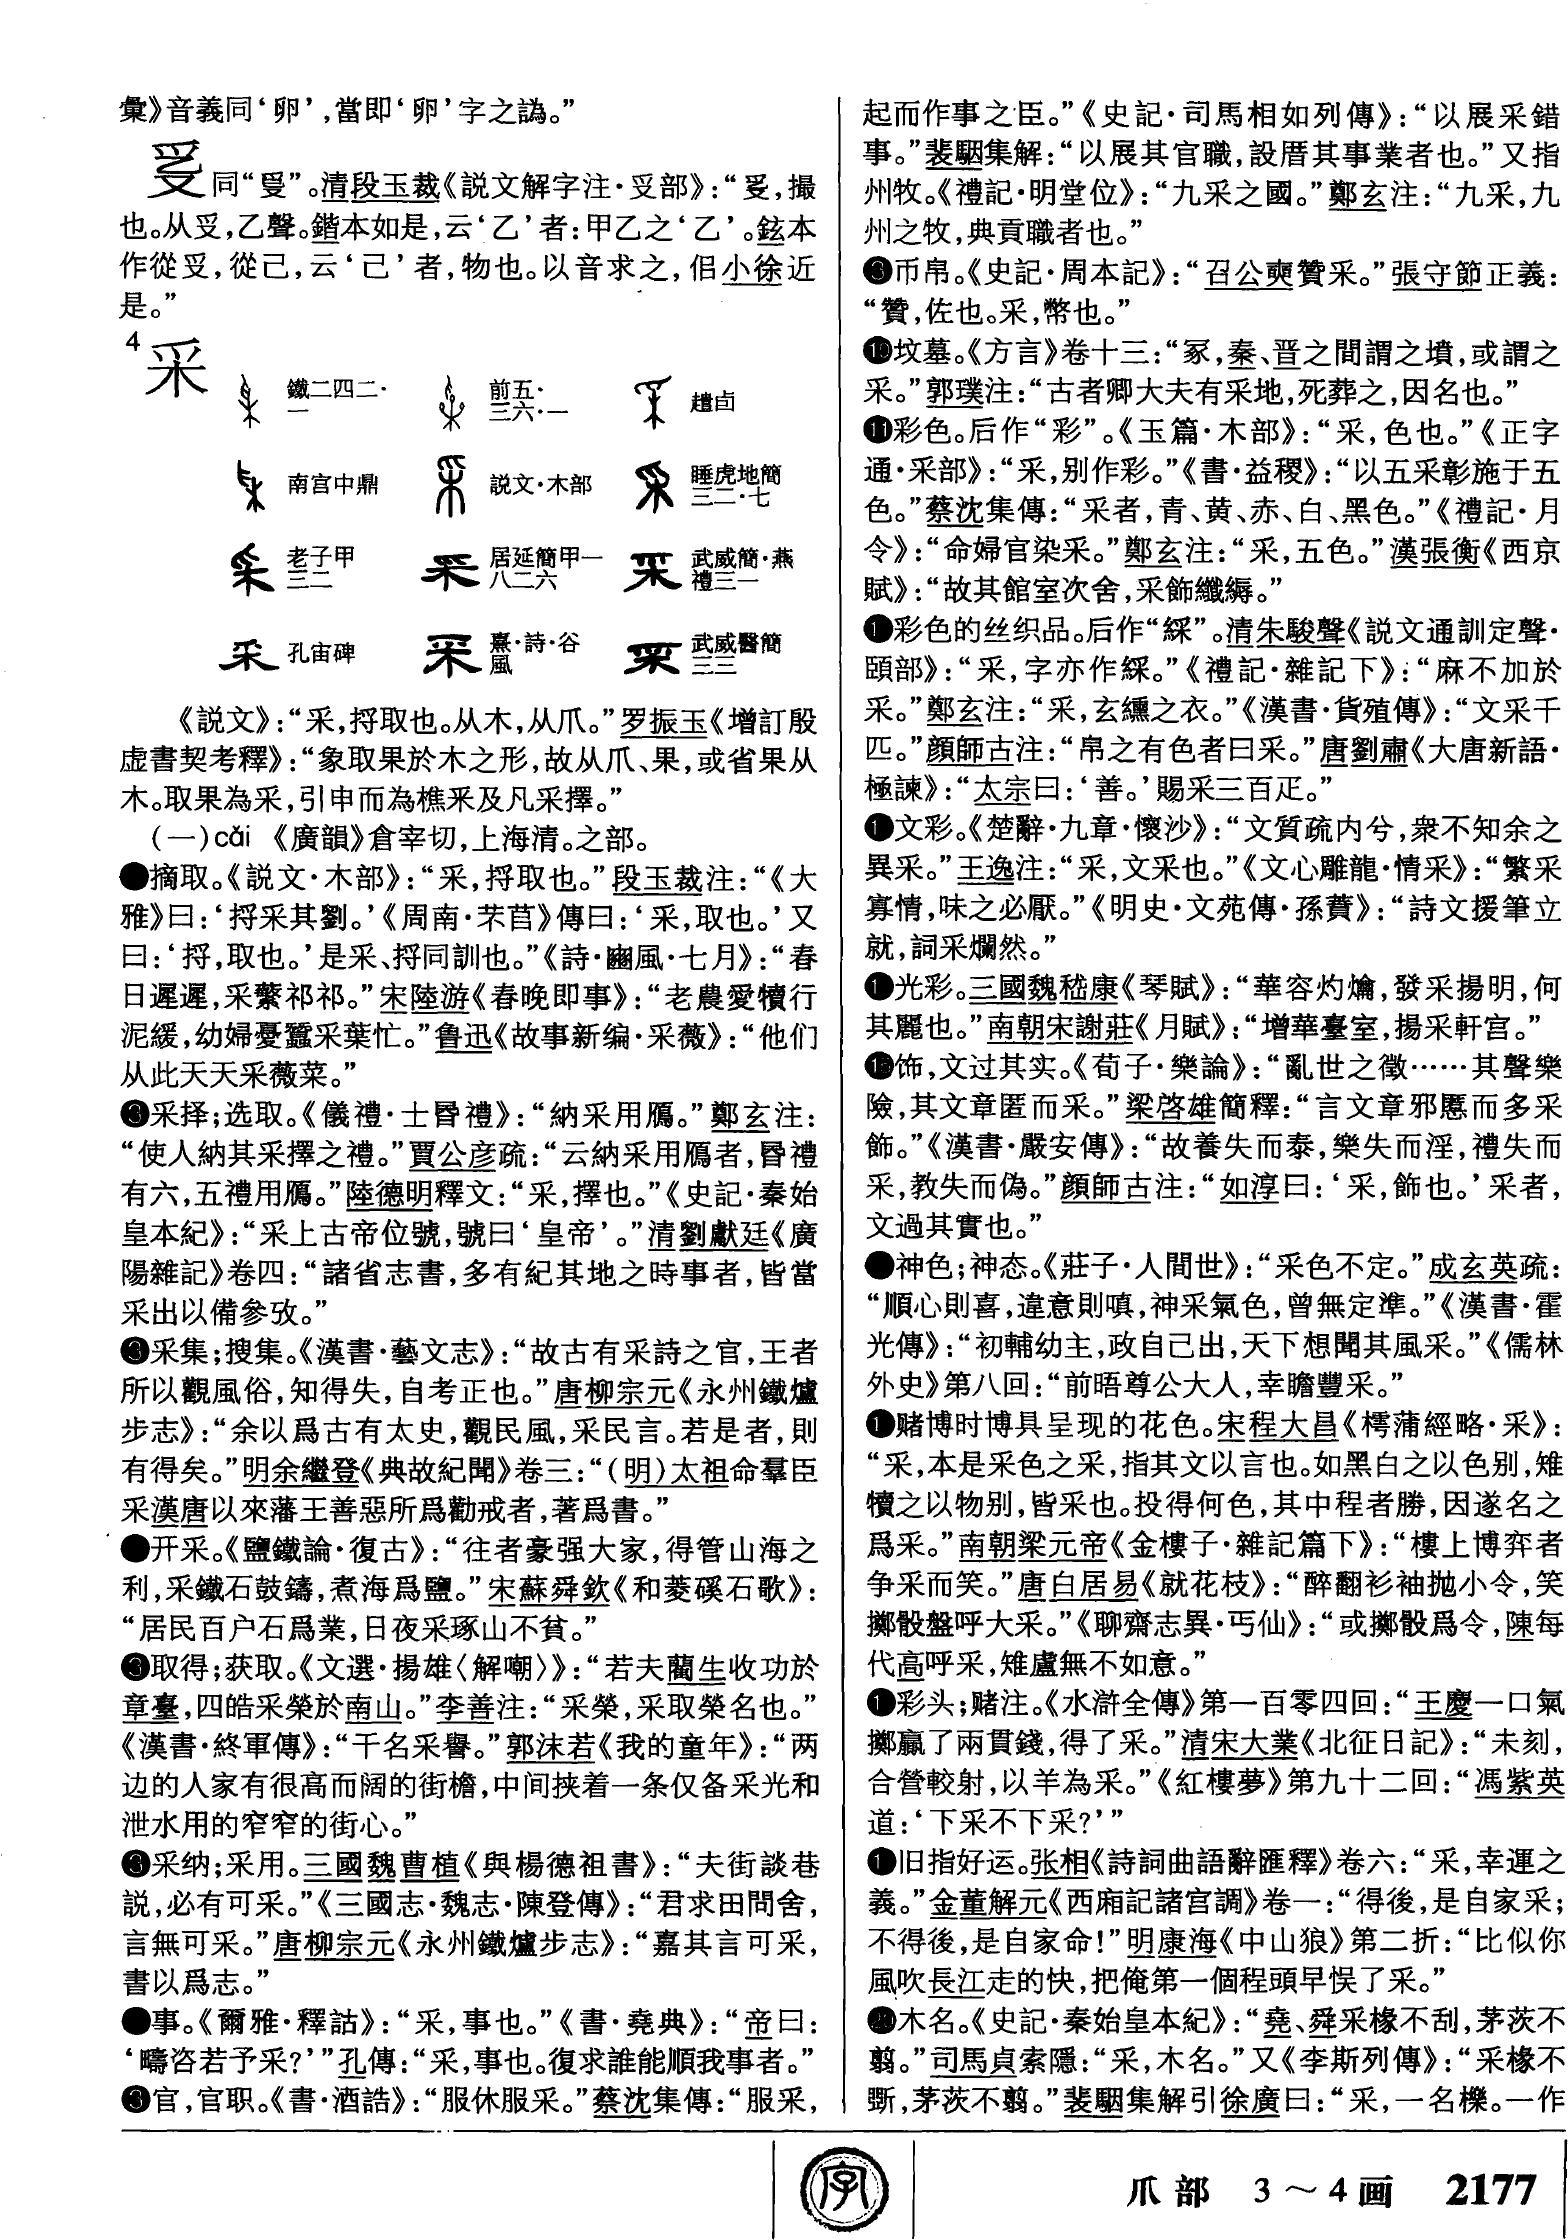 彙》音義同‘卵’,當即‘卵’字之譌。”
同“㕟”。清段玉裁《説文解字注·𠬪部》:“㕟,撮
也。从𠬪,乙聲。鍇本如是,云‘乙’者:甲乙之‘乙’。鉉本
作從𠬪,從己,云‘己’者,物也。以音求之,佀小徐近
是。”
4
采
鐵二四二·一 前五·三六·一 趞卣
南宫中鼎 説文·木部 睡虎地簡三二·七
老子甲三二 居延簡甲一八二六 武威簡·燕禮三一
孔宙碑 熹·詩·谷風 武威醫簡三三
《説文》:“采,捋取也。从木,从爪。”罗振玉《增訂殷
虚書契考釋》:“象取果於木之形,故从爪、果,或省果从
木。取果為采,引申而為樵采及凡采擇。”
(一)cǎi 《廣韻》倉宰切,上海清。之部。
●摘取。《説文·木部》:“采,捋取也。”段玉裁注:“《大
雅》曰:‘捋采其劉。’《周南·芣苢》傳曰:‘采,取也。’又
曰:‘捋,取也。’是采、捋同訓也。”《詩·豳風·七月》:“春
日遲遲,采蘩祁祁。”宋陸游《春晚即事》:“老農愛犢行
泥緩,幼婦憂蠶采葉忙。”鲁迅《故事新编·采薇》:“他们
从此天天采薇菜。”
❸采择;选取。《儀禮·士昬禮》:“納采用鴈。”鄭玄注:
“使人納其采擇之禮。”賈公彦疏:“云納采用鴈者,昬禮
有六,五禮用鴈。”陸德明釋文:“采,擇也。”《史記·秦始
皇本紀》:“采上古帝位號,號曰‘皇帝’。”清劉獻廷《廣
陽雜記》卷四:“諸省志書,多有紀其地之時事者,皆當
采出以備參攷。”
❸采集;搜集。《漢書·藝文志》:“故古有采詩之官,王者
所以觀風俗,知得失,自考正也。”唐柳宗元《永州鐵爐
步志》:“余以爲古有太史,觀民風,采民言。若是者,則
有得矣。”明余繼登《典故紀聞》卷三:“(明)太祖命羣臣
采漢唐以來藩王善惡所爲勸戒者,著爲書。”
●开采。《鹽鐵論·復古》:“往者豪强大家,得管山海之
利,采鐵石鼓鑄,煮海爲鹽。”宋蘇舜欽《和菱磎石歌》:
“居民百户石爲業,日夜采琢山不貧。”
❸取得;获取。《文選·揚雄〈解嘲〉》:“若夫藺生收功於
章臺,四皓采榮於南山。”李善注:“采榮,采取榮名也。”
《漢書·終軍傳》:“干名采譽。”郭沫若《我的童年》:“两
边的人家有很高而阔的街檐,中间挟着一条仅备采光和
泄水用的窄窄的街心。”
❸采纳;采用。三國魏曹植《與楊德祖書》:“夫街談巷
説,必有可采。”《三國志·魏志·陳登傳》:“君求田問舍,
言無可采。”唐柳宗元《永州鐵爐步志》:“嘉其言可采,
書以爲志。”
●事。《爾雅·釋詁》:“采,事也。”《書·堯典》:“帝曰:
‘疇咨若予采?’”孔傳:“采,事也。復求誰能順我事者。”
❸官,官职。《書·酒誥》:“服休服采。”蔡沈集傳:“服采,
起而作事之臣。”《史記·司馬相如列傳》:“以展采錯
事。”裴駰集解:“以展其官職,設厝其事業者也。”又指
州牧。《禮記·明堂位》:“九采之國。”鄭玄注:“九采,九
州之牧,典貢職者也。”
❸币帛。《史記·周本記》:“召公奭贊采。”張守節正義:
“贊,佐也。采,幣也。”
❿坟墓。《方言》卷十三:“冢,秦、晋之間謂之墳,或謂之
采。”郭璞注:“古者卿大夫有采地,死葬之,因名也。”
⓫彩色。后作“彩”。《玉篇·木部》:“采,色也。”《正字
通·采部》:“采,别作彩。”《書·益稷》:“以五采彰施于五
色。”蔡沈集傳:“采者,青、黄、赤、白、黑色。”《禮記·月
令》:“命婦官染采。”鄭玄注:“采,五色。”漢張衡《西京
賦》:“故其館室次舍,采飾纖縟。”
❶彩色的丝织品。后作“綵”。清朱駿聲《説文通訓定聲·
頤部》:“采,字亦作綵。”《禮記·雜記下》:“麻不加於
采。”鄭玄注:“采,玄纁之衣。”《漢書·貨殖傳》:“文采千
匹。”顔師古注:“帛之有色者曰采。”唐劉肅《大唐新語·
極諫》:“太宗曰:‘善。’賜采三百疋。”
❶文彩。《楚辭·九章·懷沙》:“文質疏内兮,衆不知余之
異采。”王逸注:“采,文采也。”《文心雕龍·情采》:“繁采
寡情,味之必厭。”《明史·文苑傳·孫蕡》:“詩文援筆立
就,詞采爛然。”
❶光彩。三國魏嵇康《琴賦》:“華容灼爚,發采揚明,何
其麗也。”南朝宋謝莊《月賦》:“增華臺室,揚采軒宫。”
⓯饰,文过其实。《荀子·樂論》:“亂世之徵……其聲樂
險,其文章匿而采。”梁啓雄簡釋:“言文章邪慝而多采
飾。”《漢書·嚴安傳》:“故養失而泰,樂失而淫,禮失而
采,教失而偽。”顔師古注:“如淳曰:‘采,飾也。’采者,
文過其實也。”
●神色;神态。《莊子·人間世》:“采色不定。”成玄英疏:
“順心則喜,違意則嗔,神采氣色,曾無定準。”《漢書·霍
光傳》:“初輔幼主,政自己出,天下想聞其風采。”《儒林
外史》第八回:“前晤尊公大人,幸瞻豐采。”
❶赌博时博具呈现的花色。宋程大昌《樗蒲經略·采》:
“采,本是采色之采,指其文以言也。如黑白之以色别,雉
犢之以物别,皆采也。投得何色,其中程者勝,因遂名之
爲采。”南朝梁元帝《金樓子·雜記篇下》:“樓上博弈者
争采而笑。”唐白居易《就花枝》:“醉翻衫袖抛小令,笑
擲骰盤呼大采。”《聊齋志異·丐仙》:“或擲骰爲令,陳每
代高呼采,雉盧無不如意。”
❶彩头;赌注。《水滸全傳》第一百零四回:“王慶一口氣
擲贏了兩貫錢,得了采。”清宋大業《北征日記》:“未刻,
合營較射,以羊為采。”《紅樓夢》第九十二回:“馮紫英
道:‘下采不下采?’”
❶旧指好运。张相《詩詞曲語辭匯釋》卷六:“采,幸運之
義。”金董解元《西廂記諸宫調》卷一:“得後,是自家采;
不得後,是自家命!”明康海《中山狼》第二折:“比似你
風吹長江走的快,把俺第一個程頭早悮了采。”
⓴木名。《史記·秦始皇本紀》:“堯、舜采椽不刮,茅茨不
翦。”司馬貞索隱:“采,木名。”又《李斯列傳》:“采椽不
斲,茅茨不翦。”裴駰集解引徐廣曰:“采,一名櫟。一作
字
爪部 3～4画 2177